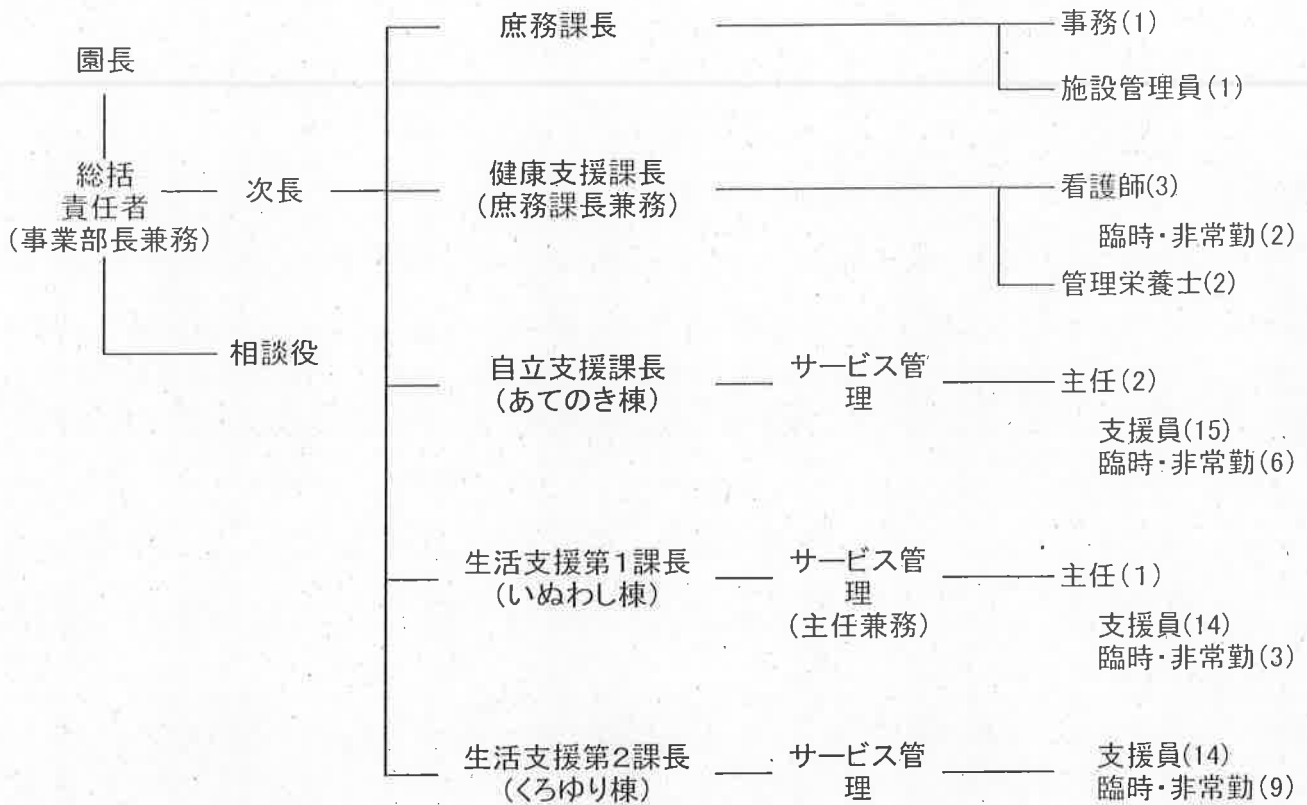 園長
総括
責任者
(事業部長兼務)
次長
相談役
庶務課長
事務(1)
施設管理員(1)
健康支援課長
(庶務課長兼務)
看護師(3)
臨時・非常勤(2)
管理栄養士(2)
自立支援課長
(あてのき棟)
サービス管
理
主任(2)
支援員(15)
臨時・非常勤(6)
生活支援第1課長
(いぬわし棟)
サービス管
理
(主任兼務)
主任(1)
支援員(14)
臨時・非常勤(3)
生活支援第2課長
(くろゆり棟)
サービス管
理
支援員(14)
臨時・非常勤(9)